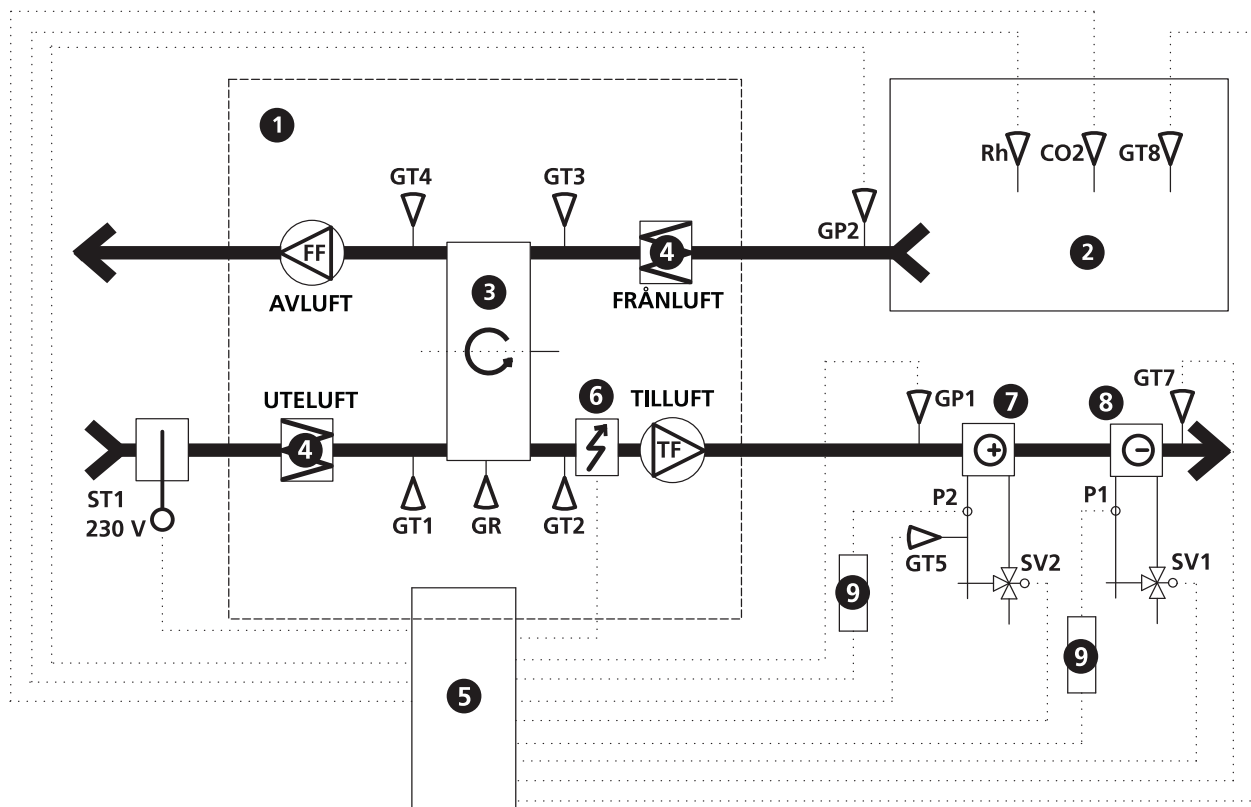 Rh
CO2
GT8
1
GT4
GT3
GP2
FF
4
2
3
AVLUFT
FRÅNLUFT
UTELUFT
6
TILLUFT
GP1
7
8
GT7
4
TF
ST1
230 V
GT1
GR
GT2
P2
P1
GT5
SV2
SV1
9
9
5